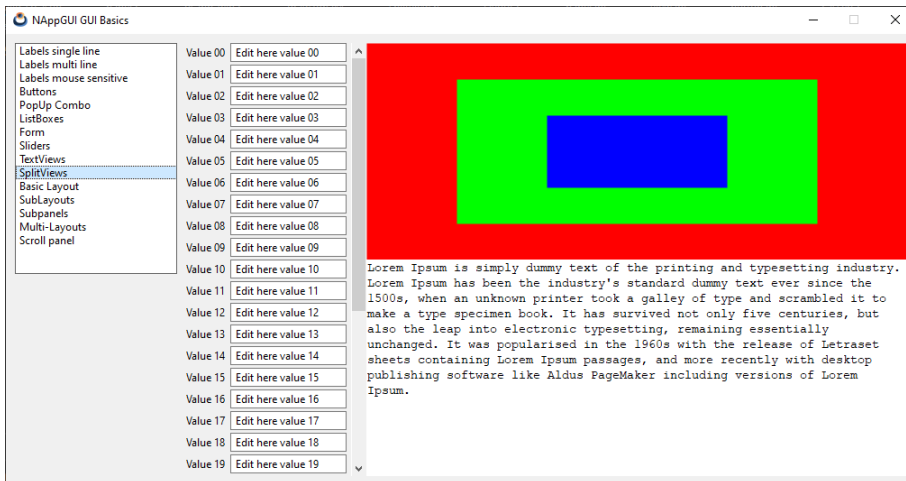 NAppGUI GUI Basics
Labels single line
Labels multi line
Labels mouse sensitive
Buttons
PopUp Combo
ListBoxes
Form
Sliders
TextViews
SplitViews
Basic Layout
SubLayouts
Subpanels
Multi-Layouts
Scroll panel
Value 00 Edit here value 00
Value 01 Edit here value 01
Value 02 Edit here value 02
Value 03 Edit here value 03
Value 04 Edit here value 04
Value 05 Edit here value 05
Value 06 Edit here value 06
Value 07 Edit here value 07
Value 08 Edit here value 08
Value 09 Edit here value 09
Value 10 Edit here value 10
Value 11 Edit here value 11
Value 12 Edit here value 12
Value 13 Edit here value 13
Value 14 Edit here value 14
Value 15 Edit here value 15
Value 16 Edit here value 16
Value 17 Edit here value 17
Value 18 Edit here value 18
Value 19 Edit here value 19
Lorem Ipsum is simply dummy text of the printing and typesetting industry.
Lorem Ipsum has been the industry's standard dummy text ever since the
1500s, when an unknown printer took a galley of type and scrambled it to
make a type specimen book. It has survived not only five centuries, but
also the leap into electronic typesetting, remaining essentially
unchanged. It was popularised in the 1960s with the release of Letraset
sheets containing Lorem Ipsum passages, and more recently with desktop
publishing software like Aldus PageMaker including versions of Lorem
Ipsum.